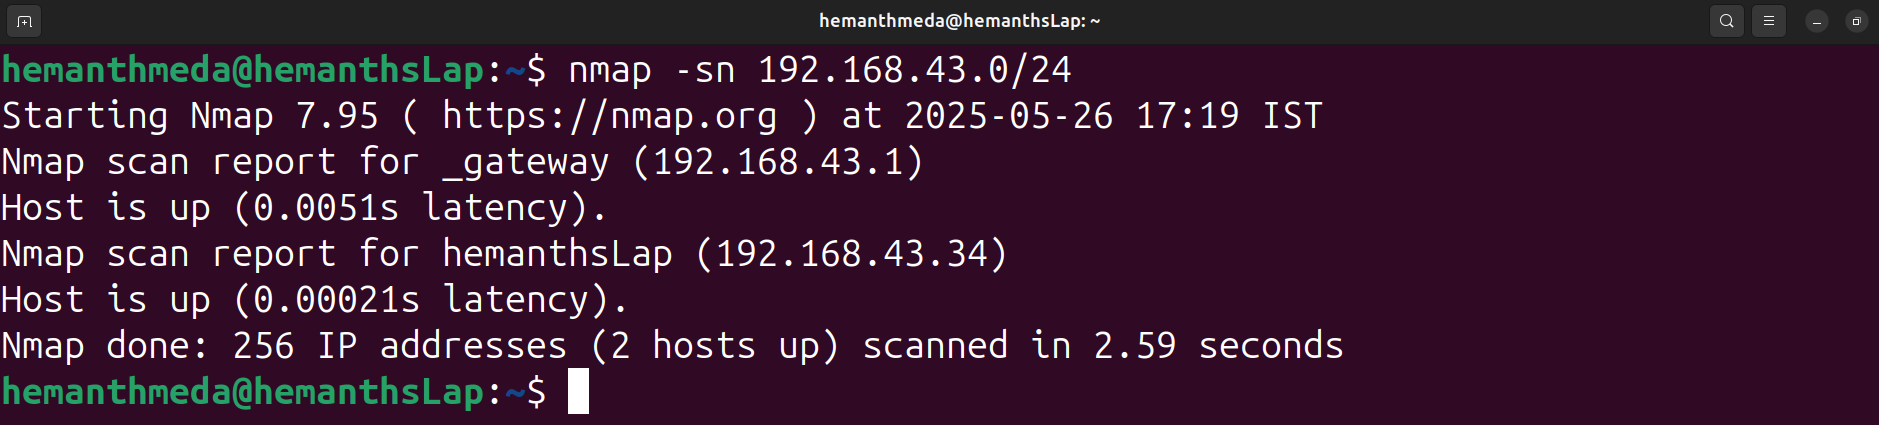 hemanthmeda@hemanthsLap: ~
hemanthmeda@hemanthsLap:~$ nmap -sn 192.168.43.0/24
Starting Nmap 7.95 ( https://nmap.org ) at 2025-05-26 17:19 IST
Nmap scan report for _gateway (192.168.43.1)
Host is up (0.0051s latency).
Nmap scan report for hemanthsLap (192.168.43.34)
Host is up (0.00021s latency).
Nmap done: 256 IP addresses (2 hosts up) scanned in 2.59 seconds
hemanthmeda@hemanthsLap:~$